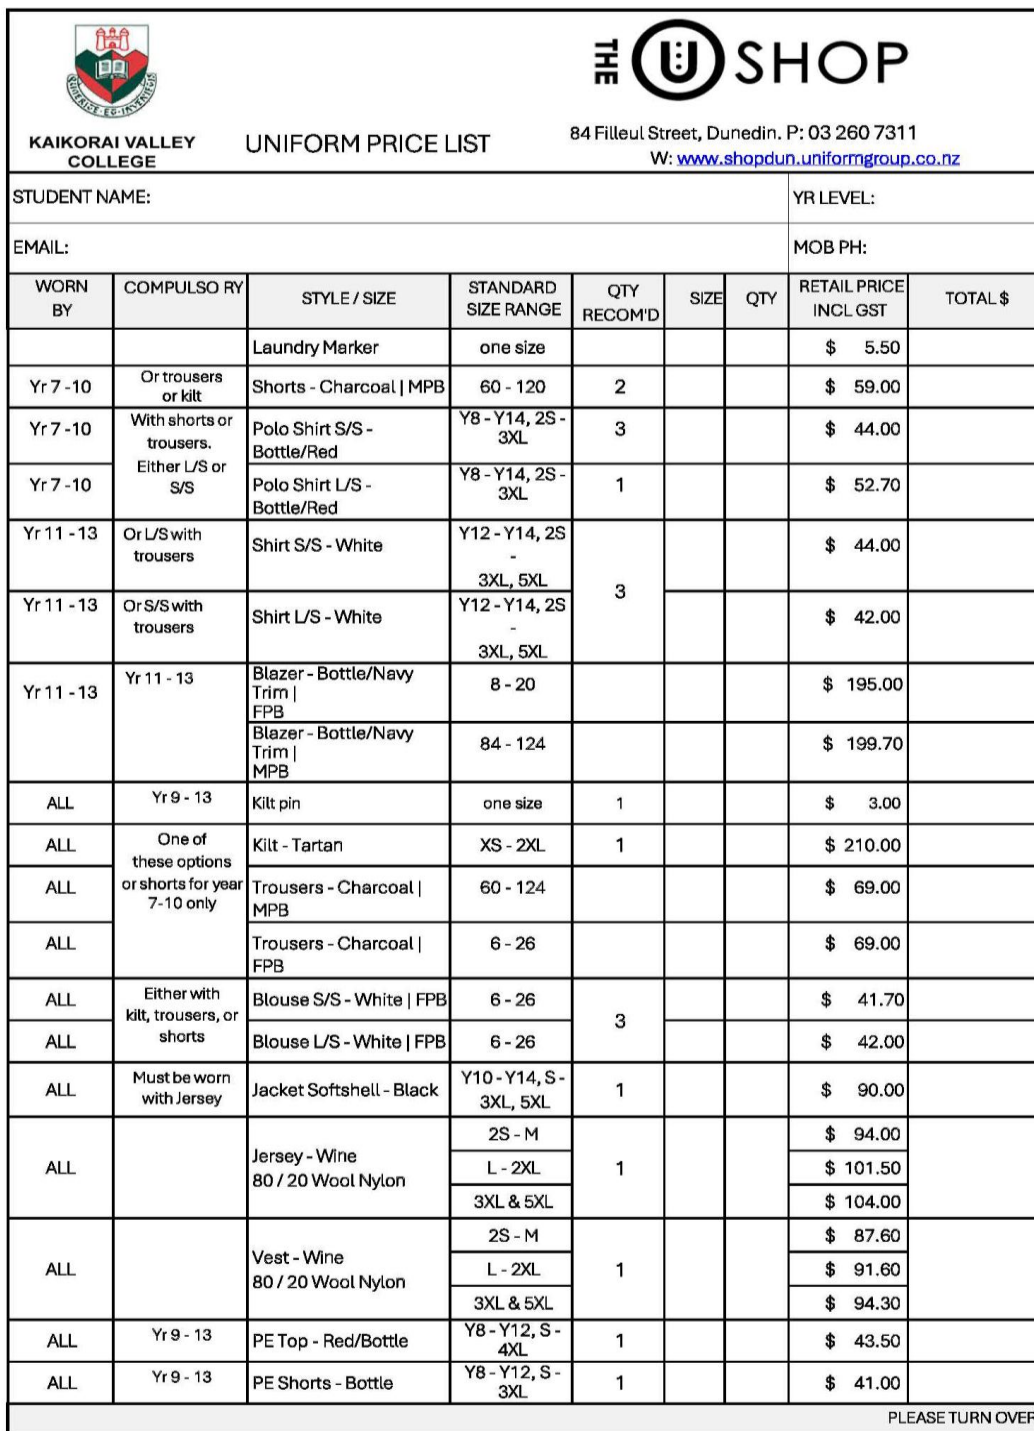 THE U SHOP
KAIKORAI VALLEY
COLLEGE
UNIFORM PRICE LIST
84 Filleul Street, Dunedin. P: 03 260 7311
W: www.shopdun.uniformgroup.co.nz
STUDENT NAME:
YR LEVEL:
EMAIL:
MOB PH:
WORN BY COMPULSO RY STYLE / SIZE STANDARD SIZE RANGE QTY RECOM'D SIZE QTY RETAIL PRICE INCL GST TOTAL $
Laundry Marker one size $ 5.50
Yr 7 - 10 Or trousers or kilt Shorts - Charcoal | MPB 60 - 120 2 $ 59.00
Yr 7 - 10 With shorts or trousers. Either L/S or S/S Polo Shirt S/S - Bottle/Red Y8 - Y14, 2S - 3XL 3 $ 44.00
Yr 7 - 10 Polo Shirt L/S - Bottle/Red Y8 - Y14, 2S - 3XL 1 $ 52.70
Yr 11 - 13 Or L/S with trousers Shirt S/S - White Y12 - Y14, 2S - 3XL, 5XL 3 $ 44.00
Yr 11 - 13 Or S/S with trousers Shirt L/S - White Y12 - Y14, 2S - 3XL, 5XL $ 42.00
Yr 11 - 13 Yr 11 - 13 Blazer - Bottle/Navy Trim | FPB 8 - 20 $ 195.00
Blazer - Bottle/Navy Trim | MPB 84 - 124 $ 199.70
ALL Yr 9 - 13 Kilt pin one size 1 $ 3.00
ALL One of these options or shorts for year 7-10 only Kilt - Tartan XS - 2XL 1 $ 210.00
ALL Trousers - Charcoal | MPB 60 - 124 $ 69.00
ALL Trousers - Charcoal | FPB 6 - 26 $ 69.00
ALL Either with kilt, trousers, or shorts Blouse S/S - White | FPB 6 - 26 3 $ 41.70
ALL Blouse L/S - White | FPB 6 - 26 $ 42.00
ALL Must be worn with Jersey Jacket Softshell - Black Y10 - Y14, S - 3XL, 5XL 1 $ 90.00
ALL Jersey - Wine 80 / 20 Wool Nylon 2S - M 1 $ 94.00
L - 2XL $ 101.50
3XL & 5XL $ 104.00
ALL Vest - Wine 80 / 20 Wool Nylon 2S - M 1 $ 87.60
L - 2XL $ 91.60
3XL & 5XL $ 94.30
ALL Yr 9 - 13 PE Top - Red/Bottle Y8 - Y12, S - 4XL 1 $ 43.50
ALL Yr 9 - 13 PE Shorts - Bottle Y8 - Y12, S - 3XL 1 $ 41.00
PLEASE TURN OVER